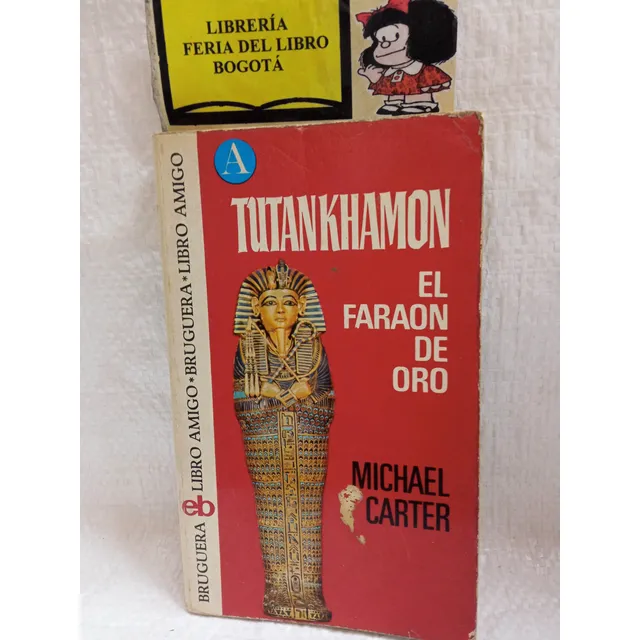 LIBRERÍA
FERIA DEL LIBRO
BOGOTÁ
A
TUTANKHAMON
EL
FARAON
DE
ORO
MICHAEL
CARTER
BRUGUERA eb LIBRO AMIGO*BRUGUERA*LIBRO AMIGO